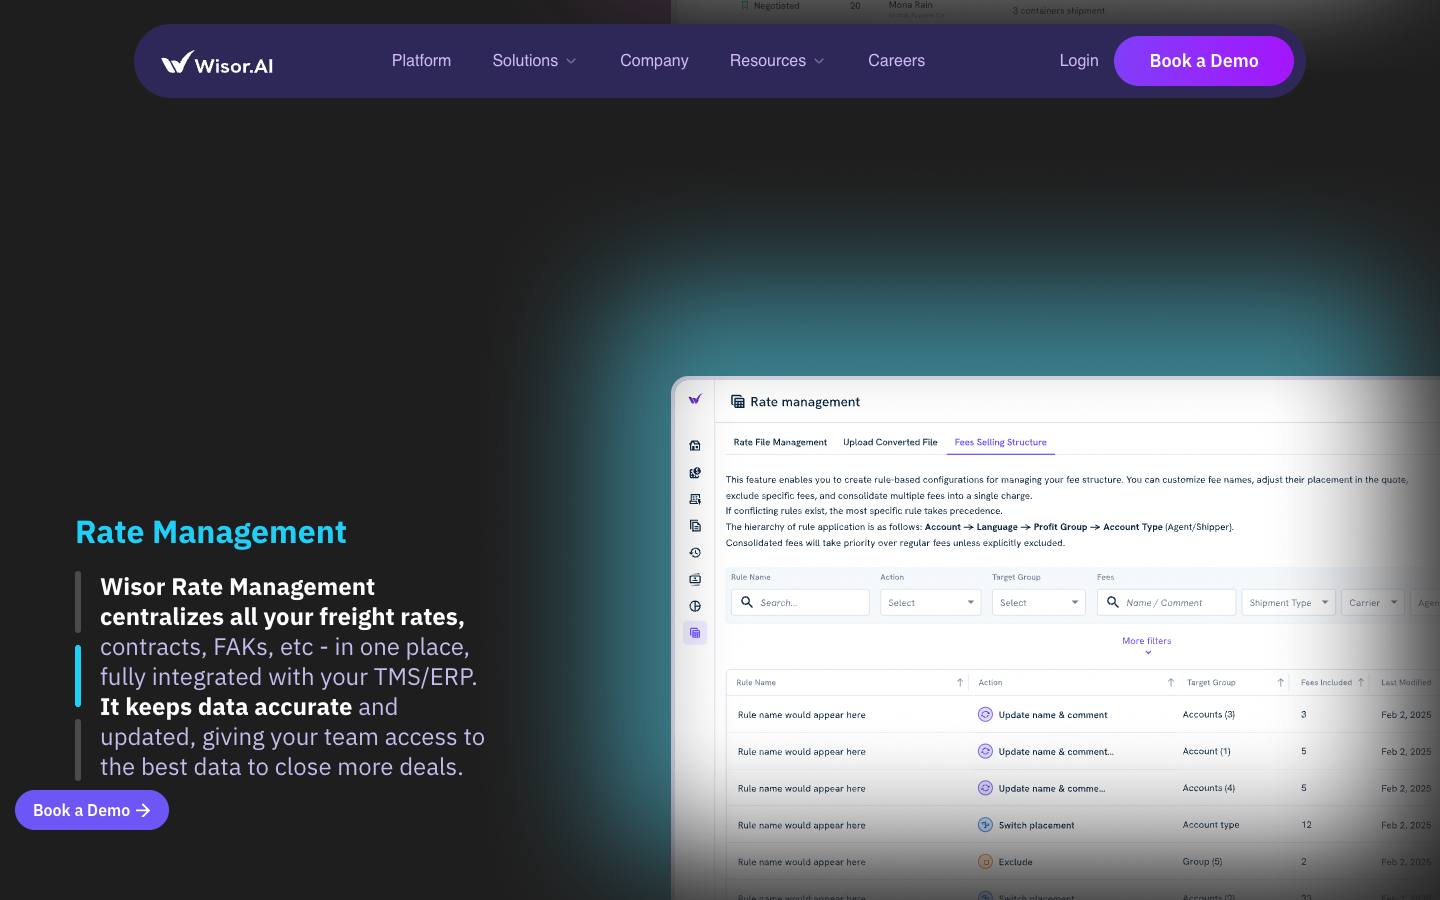 Negotiated 20 Mona Rain 3 containers shipment
Wisor.AI Platform Solutions Company Resources Careers Login Book a Demo
Rate management
Rate File Management Upload Converted File Fees Selling Structure
This feature enables you to create rule-based configurations for managing your fee structure. You can customize fee names, adjust their placement in the quote,
exclude specific fees, and consolidate multiple fees into a single charge.
If conflicting rules exist, the most specific rule takes precedence.
The hierarchy of rule application is as follows: Account → Language → Profit Group → Account Type (Agent/Shipper).
Consolidated fees will take priority over regular fees unless explicitly excluded.
Rate Management
Wisor Rate Management
centralizes all your freight rates,
contracts, FAKs, etc - in one place,
fully integrated with your TMS/ERP.
It keeps data accurate and
updated, giving your team access to
the best data to close more deals.
Book a Demo →
Rule Name Action Target Group Fees
Search... Select Select Name / Comment Shipment Type Carrier Agen
More filters
Rule Name Action Target Group Fees Included Last Modified
Rule name would appear here Update name & comment Accounts (3) 3 Feb 2, 2025
Rule name would appear here Update name & comment... Account (1) 5 Feb 2, 2025
Rule name would appear here Update name & comme... Accounts (4) 5 Feb 2, 2025
Rule name would appear here Switch placement Account type 12 Feb 2, 2025
Rule name would appear here Exclude Group (5) 2 Feb 2, 2025
Rule name would appear here Switch placement